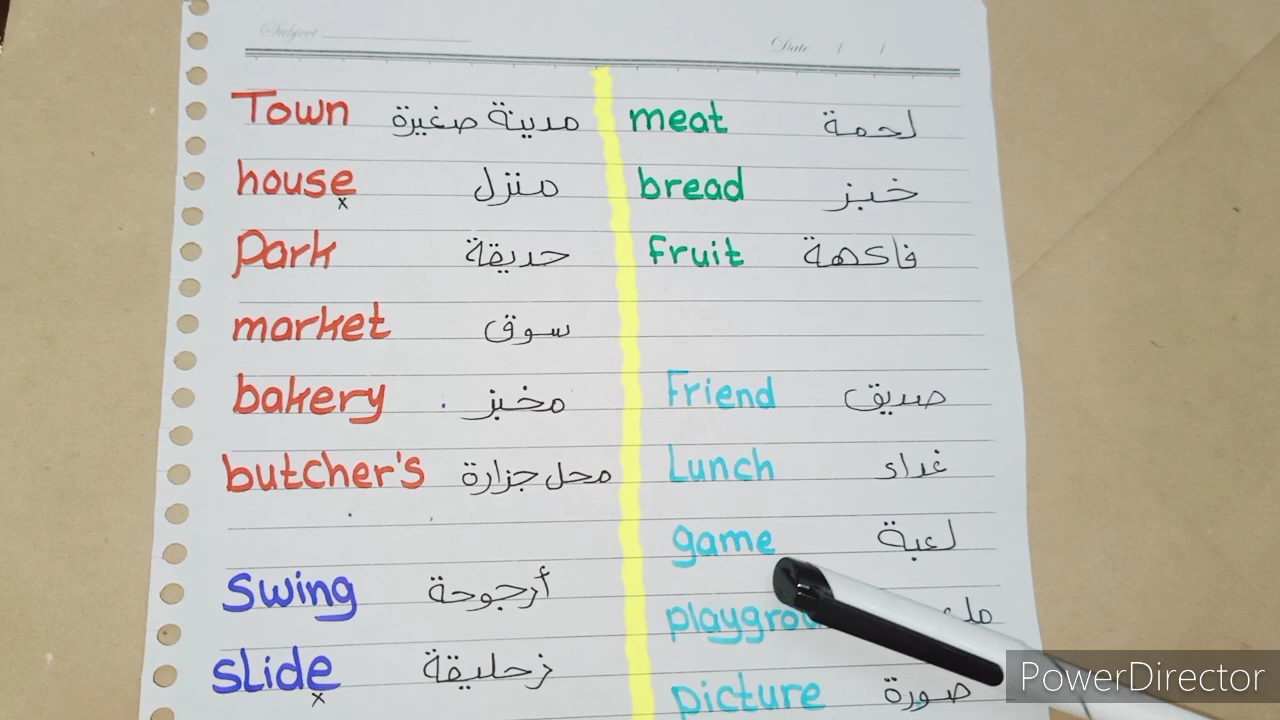 Subject
Date / /
Town مدينة صغيرة
house منزل
x
Park حديقة
market سوق
bakery مخبز
butcher's محل جزارة
Swing أرجوحة
slide زحليقة
x
meat لحمة
bread خبز
Fruit فاكهة
Friend صديق
Lunch غداء
game لعبة
picture صورة
PowerDirector